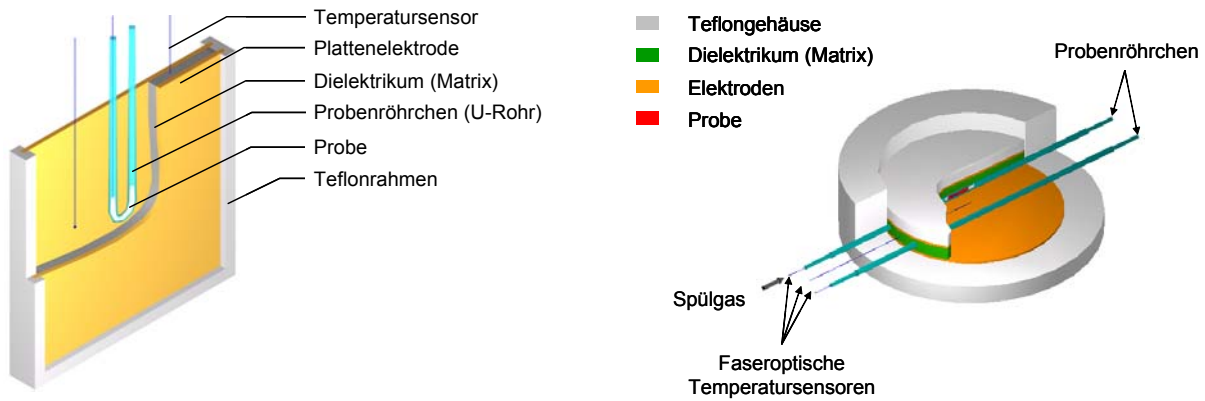 Temperatursensor
Plattenelektrode
Dielektrikum (Matrix)
Probenröhrchen (U-Rohr)
Probe
Teflonrahmen
Teflongehäuse
Dielektrikum (Matrix)
Elektroden
Probe
Probenröhrchen
Spülgas
Faseroptische
Temperatursensoren